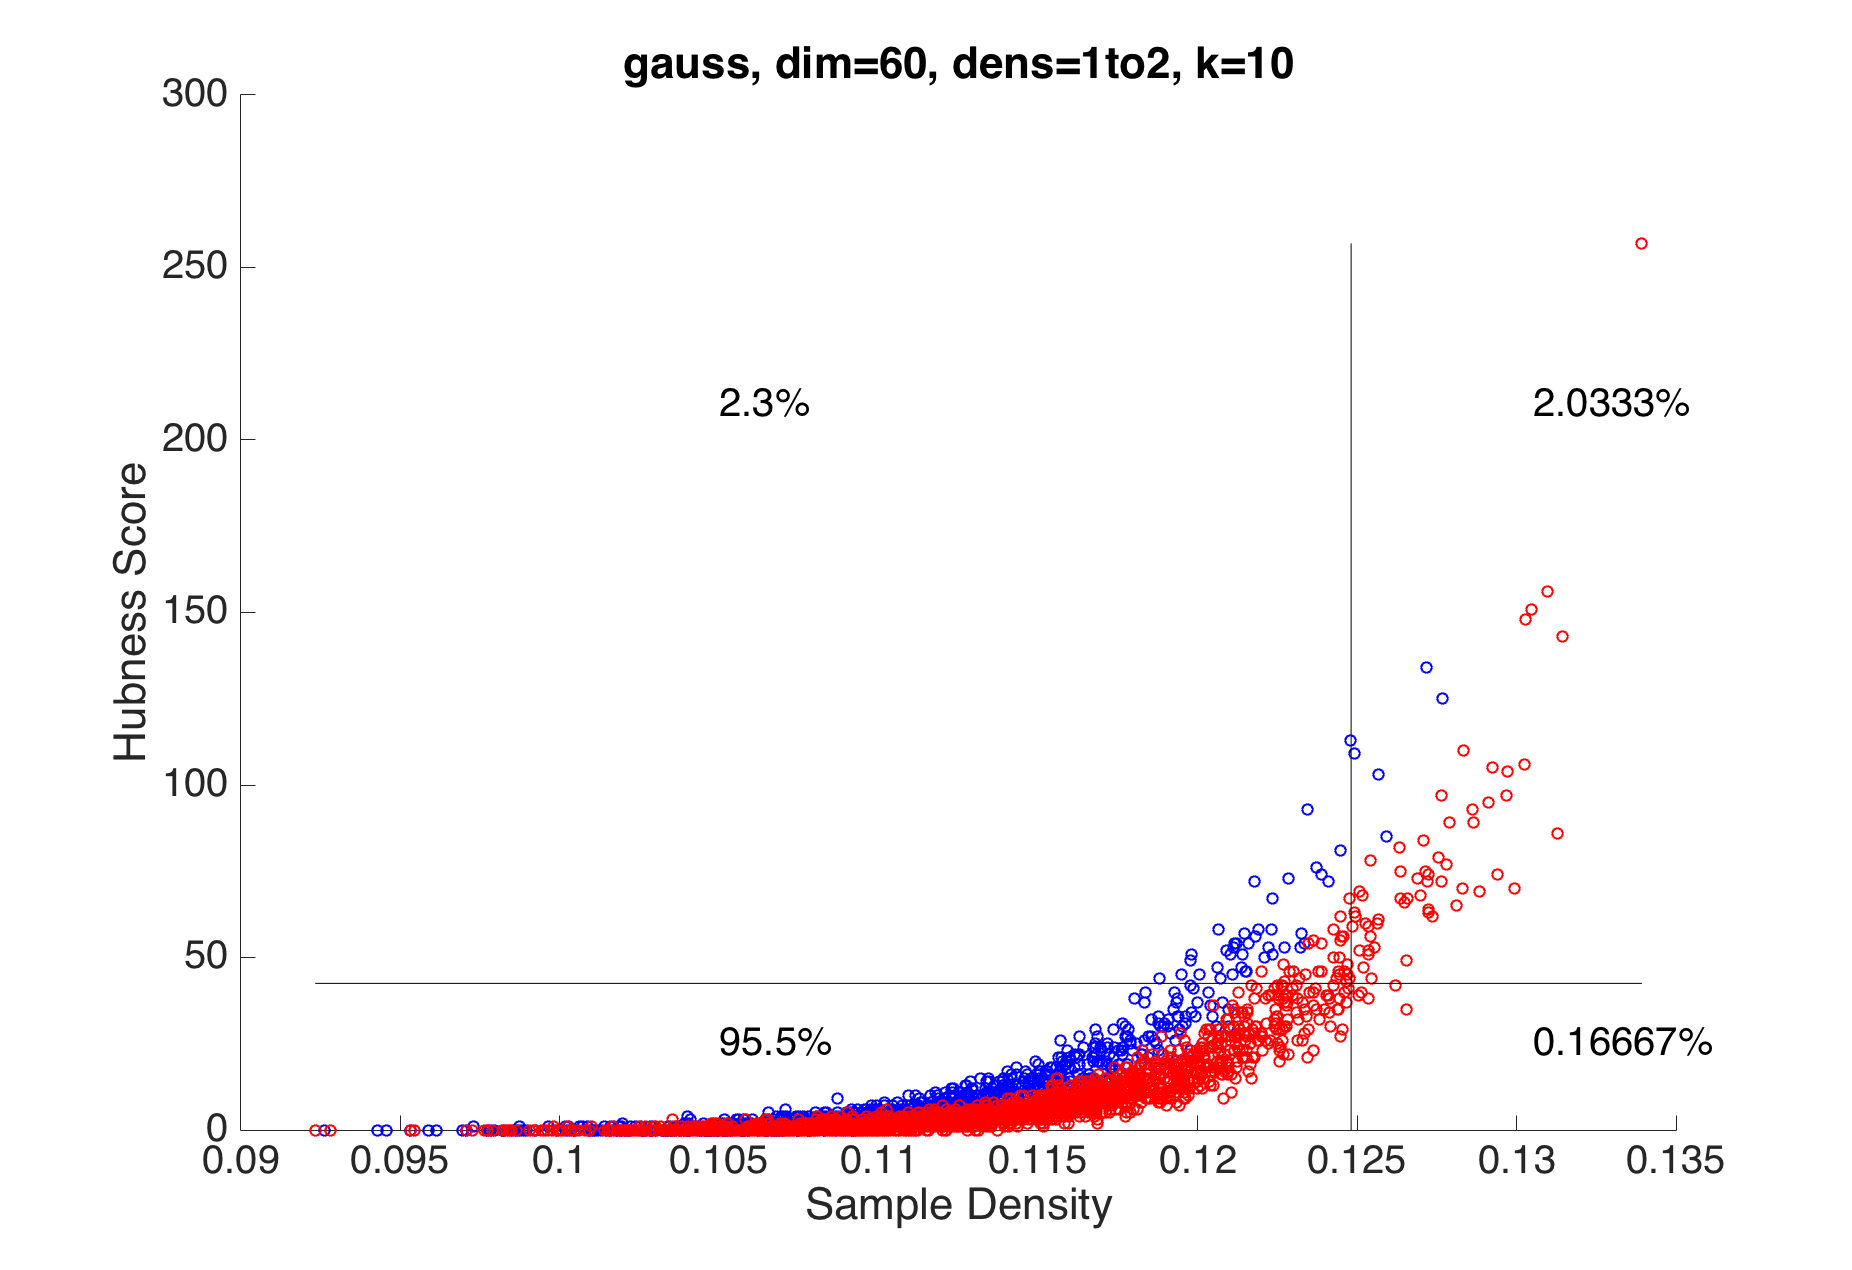 gauss, dim=60, dens=1to2, k=10
300
250
200
150
100
50
0
Hubness Score
2.3%
2.0333%
95.5%
0.16667%
0.09 0.095 0.1 0.105 0.11 0.115 0.12 0.125 0.13 0.135
Sample Density